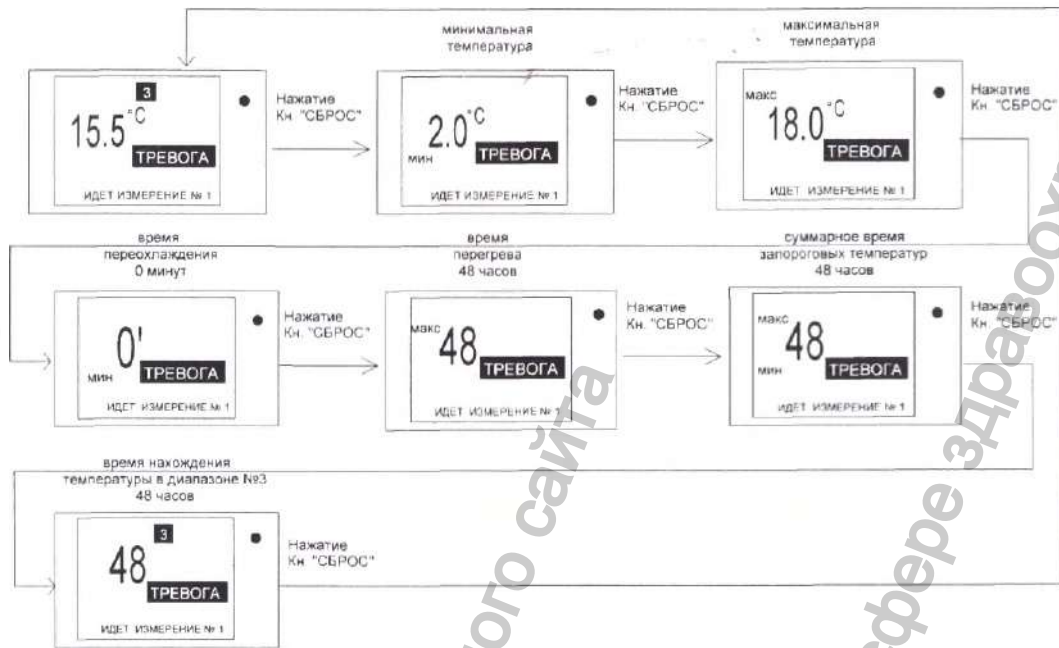 минимальная
температура
максимальная
температура
3
15.5°C
ТРЕВОГА
ИДЕТ ИЗМЕРЕНИЕ № 1
Нажатие
Кн. "СБРОС"
2.0°C
мин
ТРЕВОГА
ИДЕТ ИЗМЕРЕНИЕ № 1
Нажатие
Кн. "СБРОС"
макс
18.0°C
ТРЕВОГА
ИДЕТ ИЗМЕРЕНИЕ № 1
Нажатие
Кн. "СБРОС"
время
переохлаждения
0 минут
время
перегрева
48 часов
суммарное время
запороговых температур
48 часов
0'
мин
ТРЕВОГА
ИДЕТ ИЗМЕРЕНИЕ № 1
Нажатие
Кн. "СБРОС"
макс
48
ТРЕВОГА
ИДЕТ ИЗМЕРЕНИЕ № 1
Нажатие
Кн. "СБРОС"
макс
48
мин
ТРЕВОГА
ИДЕТ ИЗМЕРЕНИЕ № 1
Нажатие
Кн. "СБРОС"
время нахождения
температуры в диапазоне №3
48 часов
3
48
ТРЕВОГА
ИДЕТ ИЗМЕРЕНИЕ № 1
Нажатие
Кн. "СБРОС"
ного сайта
сфере здравоохр